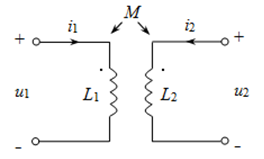 M
+ i1 i2 +
u1 L1 L2 u2
- -